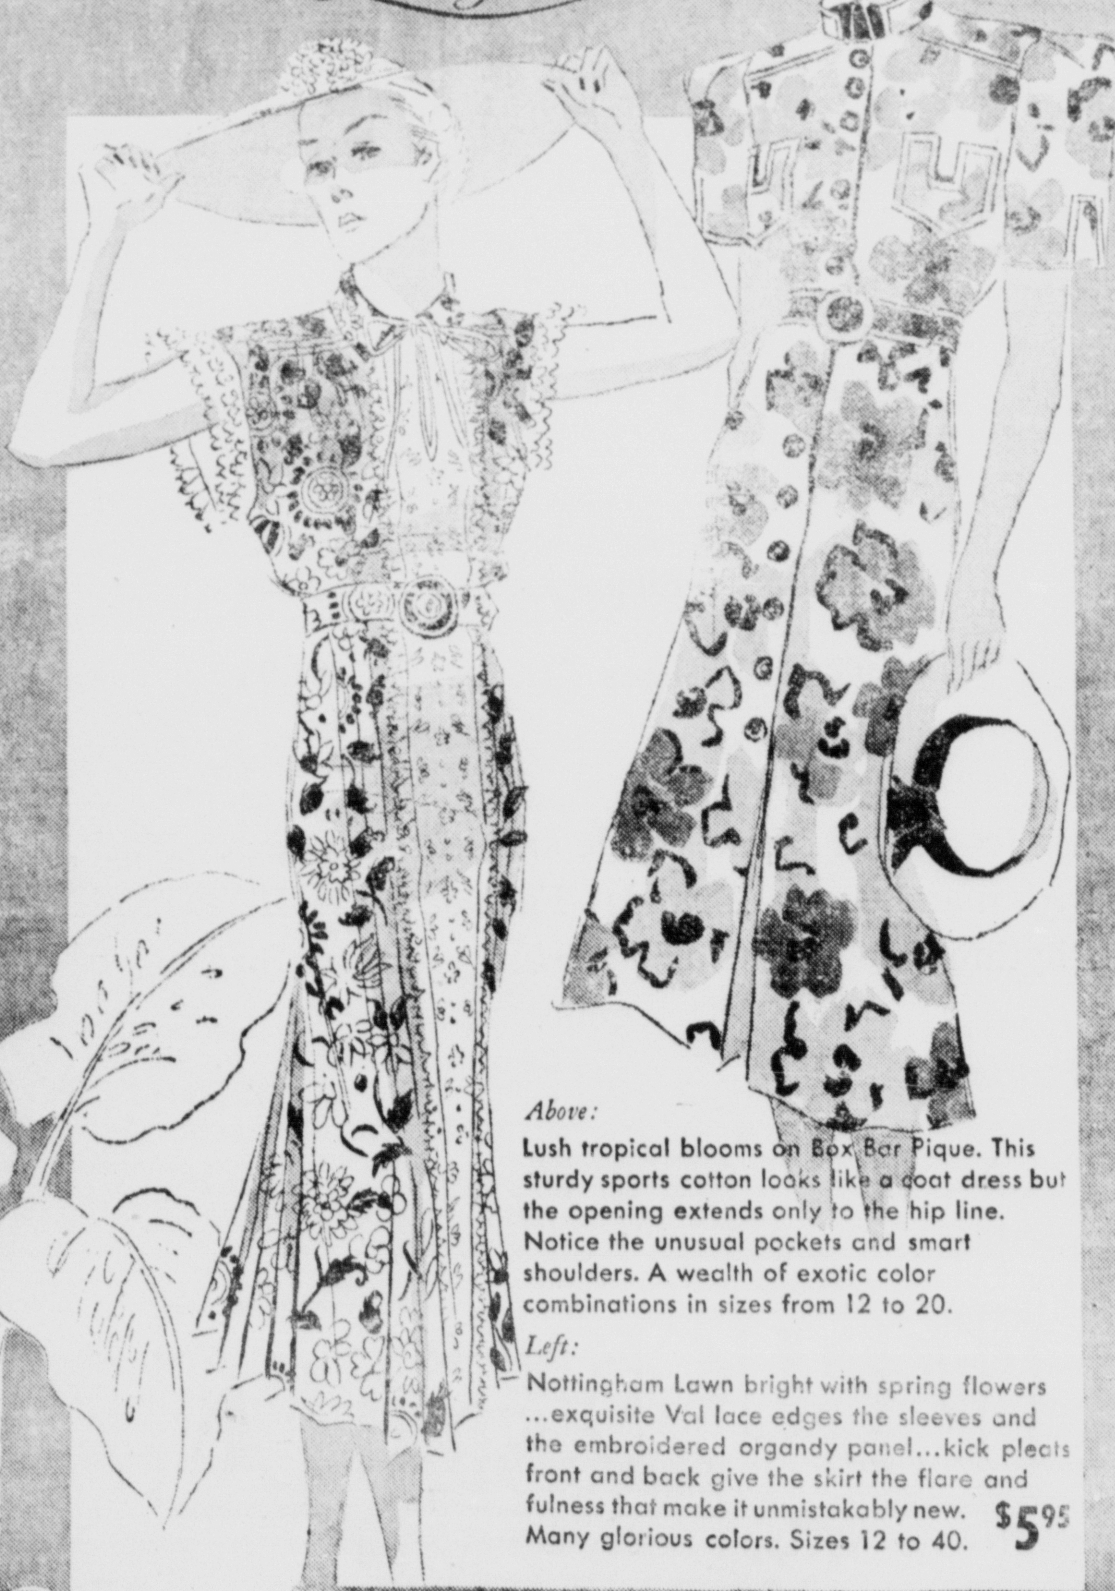 Above:
Lush tropical blooms on Box Bar Pique. This
sturdy sports cotton looks like a coat dress but
the opening extends only to the hip line.
Notice the unusual pockets and smart
shoulders. A wealth of exotic color
combinations in sizes from 12 to 20.
Left:
Nottingham Lawn bright with spring flowers
...exquisite Val lace edges the sleeves and
the embroidered organdy panel...kick pleats
front and back give the skirt the flare and
fulness that make it unmistakably new. $5 95
Many glorious colors. Sizes 12 to 40.